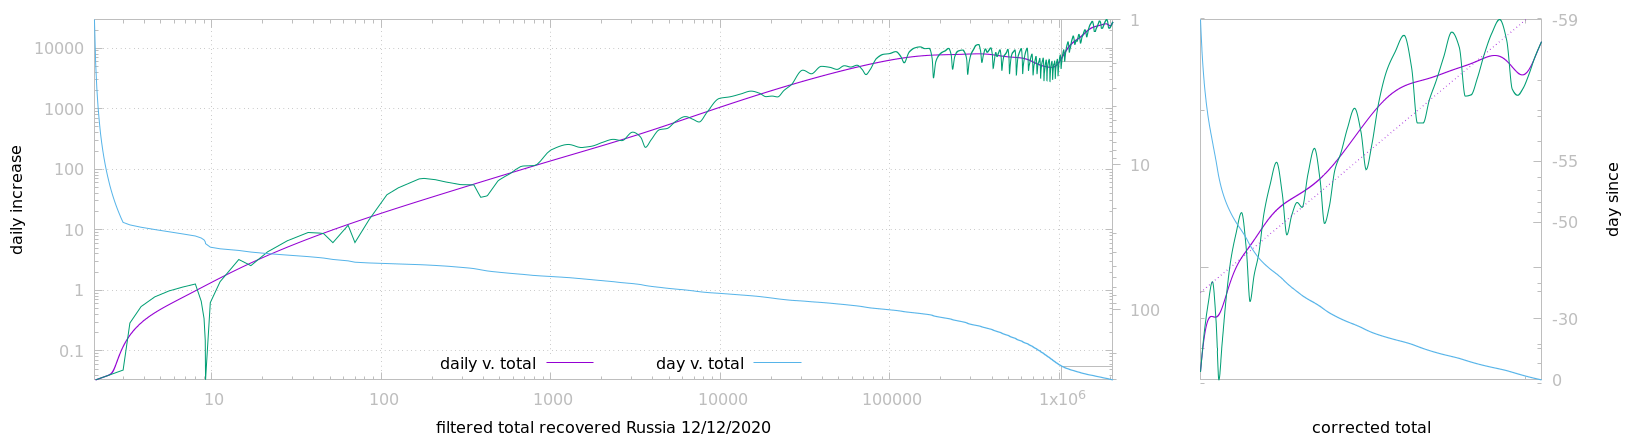 daily increase
10000
1000
100
10
1
0.1
daily v. total
day v. total
10
100
1000
10000
100000
1x10⁶
filtered total recovered Russia 12/12/2020
1
10
100
-59
-55
-50
-30
0
day since
corrected total